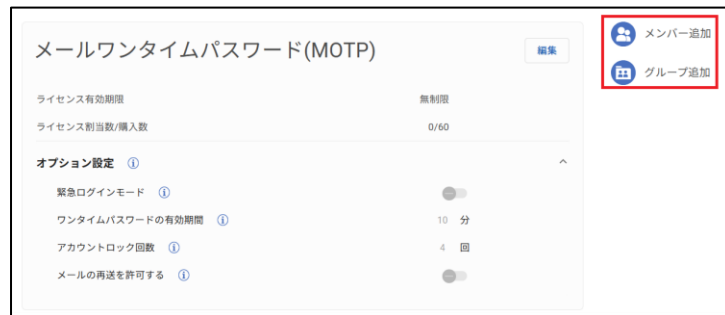 メールワンタイムパスワード(MOTP)
編集
メンバー追加
グループ追加
ライセンス有効期限 無制限
ライセンス割当数/購入数 0/60
オプション設定
緊急ログインモード
ワンタイムパスワードの有効期間 10 分
アカウントロック回数 4 回
メールの再送を許可する